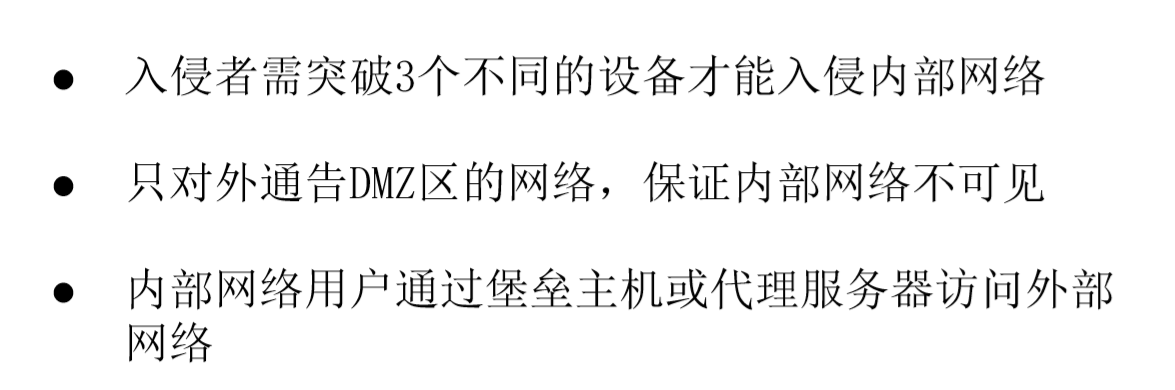 ● 入侵者需突破3个不同的设备才能入侵内部网络
● 只对外通告DMZ区的网络，保证内部网络不可见
● 内部网络用户通过堡垒主机或代理服务器访问外部
网络